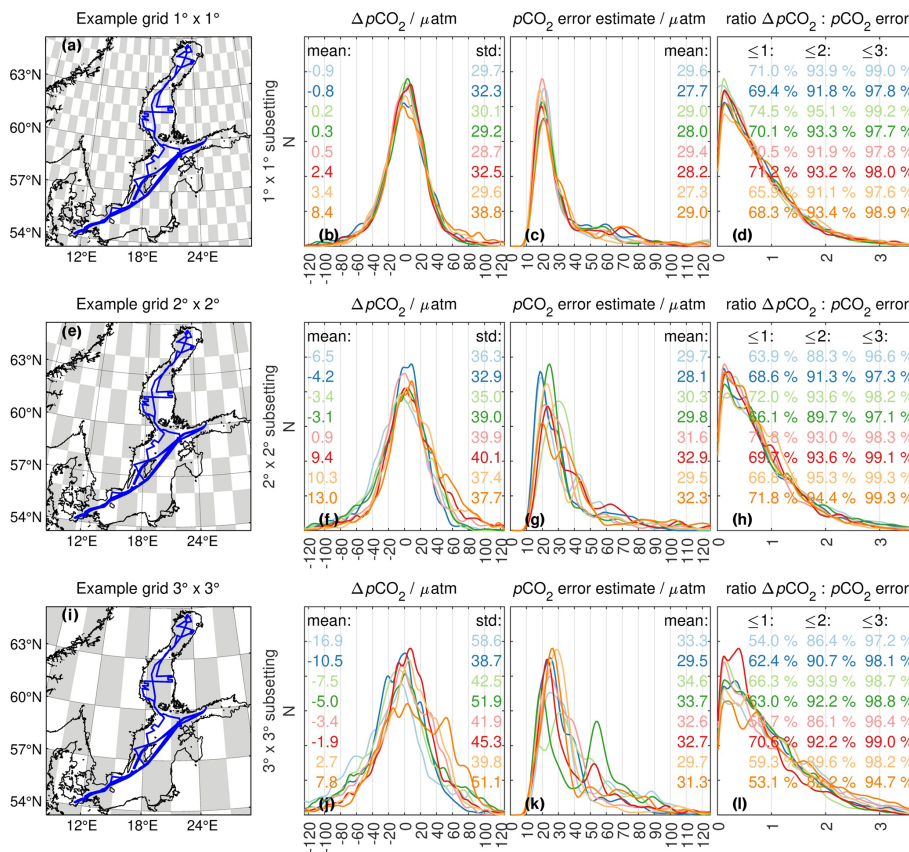 Example grid 1° x 1°
ΔpCO2 / μatm
pCO2 error estimate / μatm
ratio ΔpCO2 : pCO2 error
(a)
63°N
60°N
57°N
54°N
1° x 1° subsetting
mean:
-0.9
-0.8
0.2
0.3
0.5
2.4
3.4
8.4
std:
29.7
32.3
30.1
29.2
28.7
32.5
29.6
38.8
(b)
-120 -100 -80 -60 -40 -20 0 20 40 60 80 100 120
N
mean:
29.6
27.7
29.0
28.0
29.4
28.2
27.3
29.0
(c)
0 10 20 30 40 50 60 70 80 90 100 110 120
≤1: ≤2: ≤3:
71.0 % 93.9 % 99.0 %
69.4 % 91.8 % 97.8 %
74.5 % 95.1 % 99.2 %
70.1 % 93.3 % 97.7 %
91.9 % 97.8 %
71.2 % 93.2 % 98.0 %
91.1 % 97.6 %
68.3 % 93.4 % 98.9 %
(d)
0 1 2 3
Example grid 2° x 2°
ΔpCO2 / μatm
pCO2 error estimate / μatm
ratio ΔpCO2 : pCO2 error
(e)
63°N
60°N
57°N
54°N
12°E 18°E 24°E
2° x 2° subsetting
mean:
-6.5
-4.2
-3.4
-3.1
0.9
9.4
10.3
13.0
std:
36.3
32.9
35.0
39.0
39.9
40.1
37.4
37.7
(f)
-120 -100 -80 -60 -40 -20 0 20 40 60 80 100 120
N
mean:
29.7
28.1
30.3
29.8
31.6
32.9
29.5
32.3
(g)
0 10 20 30 40 50 60 70 80 90 100 110 120
≤1: ≤2: ≤3:
63.9 % 88.3 % 96.6 %
68.6 % 91.3 % 97.3 %
72.0 % 93.6 % 98.2 %
66.1 % 89.7 % 97.1 %
93.0 % 98.3 %
69.7 % 93.6 % 99.1 %
95.3 % 99.3 %
71.8 % 94.4 % 99.3 %
(h)
0 1 2 3
Example grid 3° x 3°
ΔpCO2 / μatm
pCO2 error estimate / μatm
ratio ΔpCO2 : pCO2 error
(i)
63°N
60°N
57°N
54°N
12°E 18°E 24°E
3° x 3° subsetting
mean:
-16.9
-10.5
-7.5
-5.0
-3.4
-1.9
2.7
7.8
std:
58.6
38.7
42.5
51.9
41.9
45.3
39.8
51.1
(j)
-120 -100 -80 -60 -40 -20 0 20 40 60 80 100 120
N
mean:
33.3
29.5
34.6
33.7
32.6
32.7
29.7
31.3
(k)
0 10 20 30 40 50 60 70 80 90 100 110 120
≤1: ≤2: ≤3:
54.0 % 86.4 % 97.2 %
62.4 % 90.7 % 98.1 %
66.3 % 93.9 % 98.7 %
63.0 % 92.2 % 98.8 %
86.1 % 96.4 %
70.6 % 92.2 % 99.0 %
98.2 %
53.1 % 94.7 %
(l)
0 1 2 3